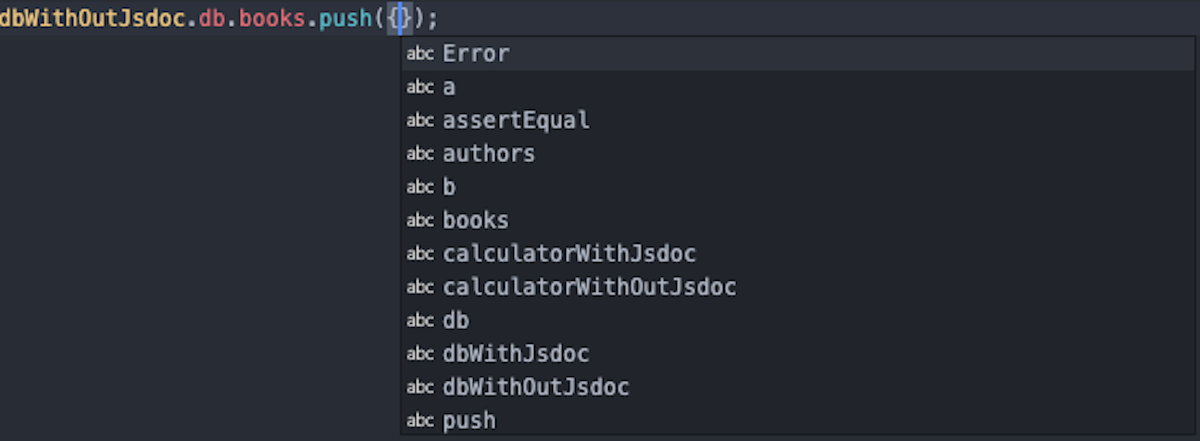 dbWithOutJsdoc.db.books.push({});
abc Error
abc a
abc assertEqual
abc authors
abc b
abc books
abc calculatorWithJsdoc
abc calculatorWithOutJsdoc
abc db
abc dbWithJsdoc
abc dbWithOutJsdoc
abc push